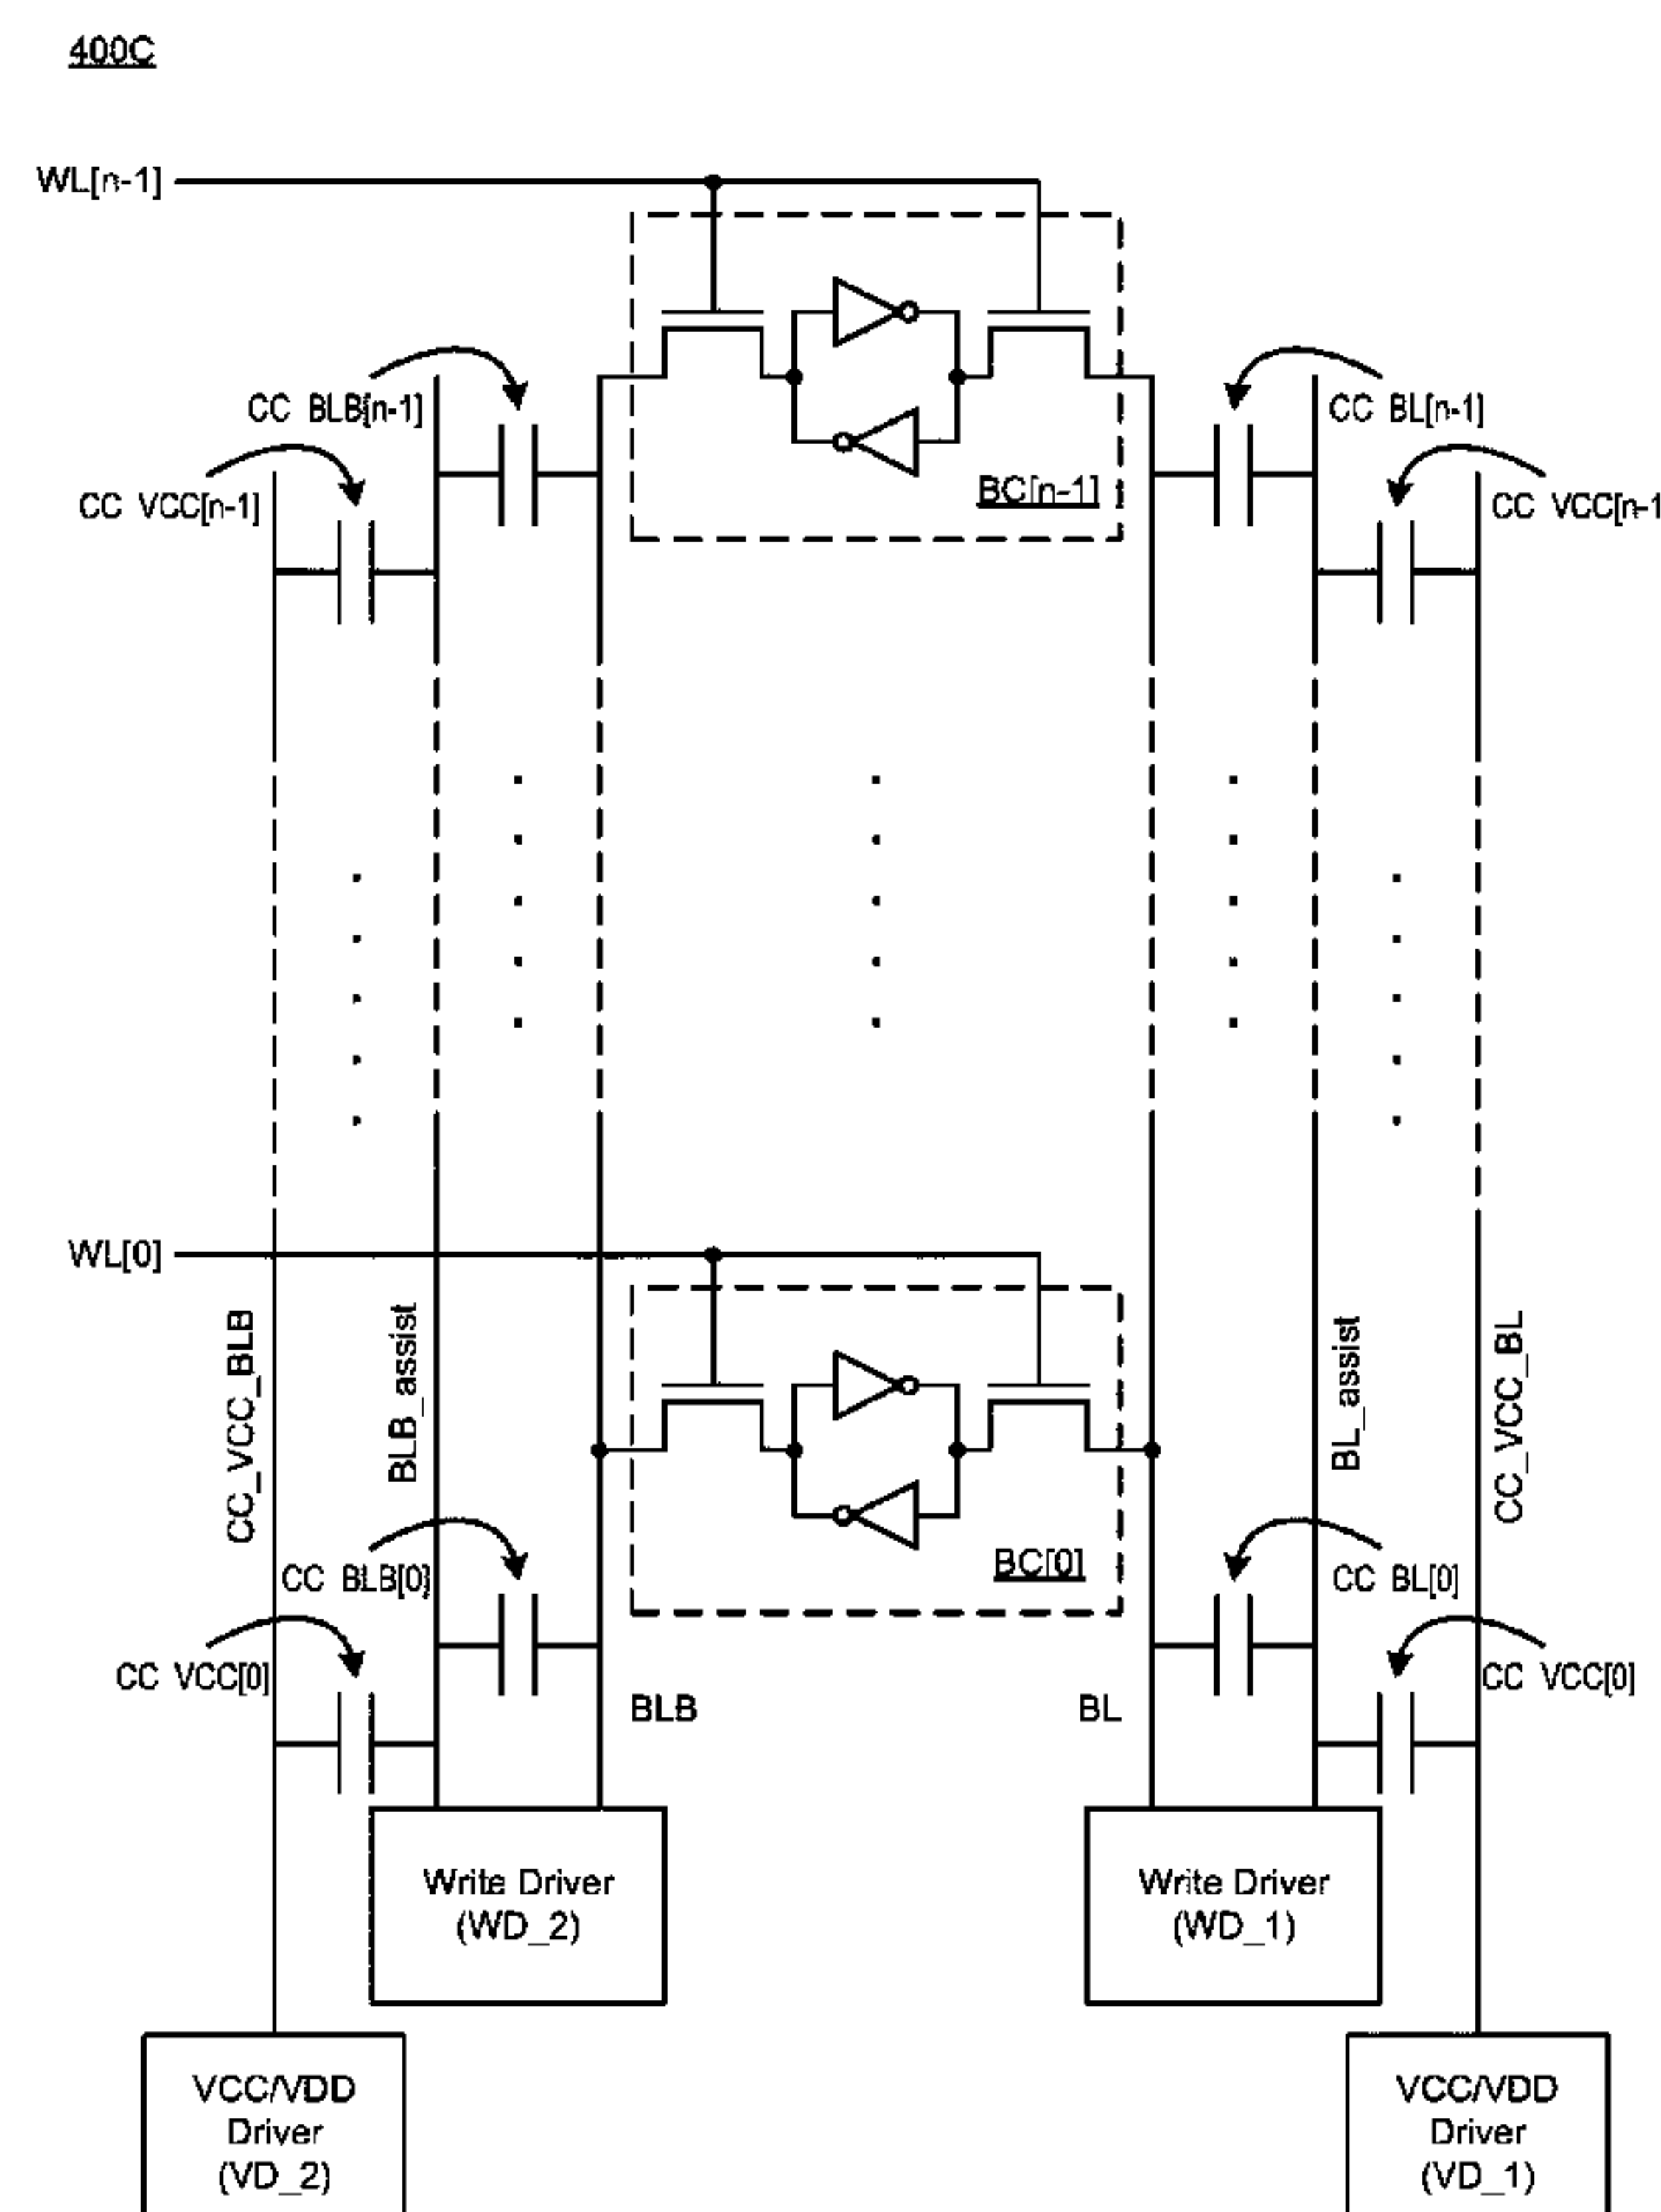 400C
WL[n-1]
CC BLB[n-1]
CC BL[n-1]
CC VCC[n-1]
BC[n-1]
CC VCC[n-1
WL[0]
CC_VCC_BLB
BLB_assist
BL_assist
CC_VCC_BL
CC BLB[0]
BC[0]
CC BL[0]
CC VCC[0]
CC VCC[0]
BLB
BL
Write Driver
(WD_2)
Write Driver
(WD_1)
VCC/VDD
Driver
(VD_2)
VCC/VDD
Driver
(VD_1)